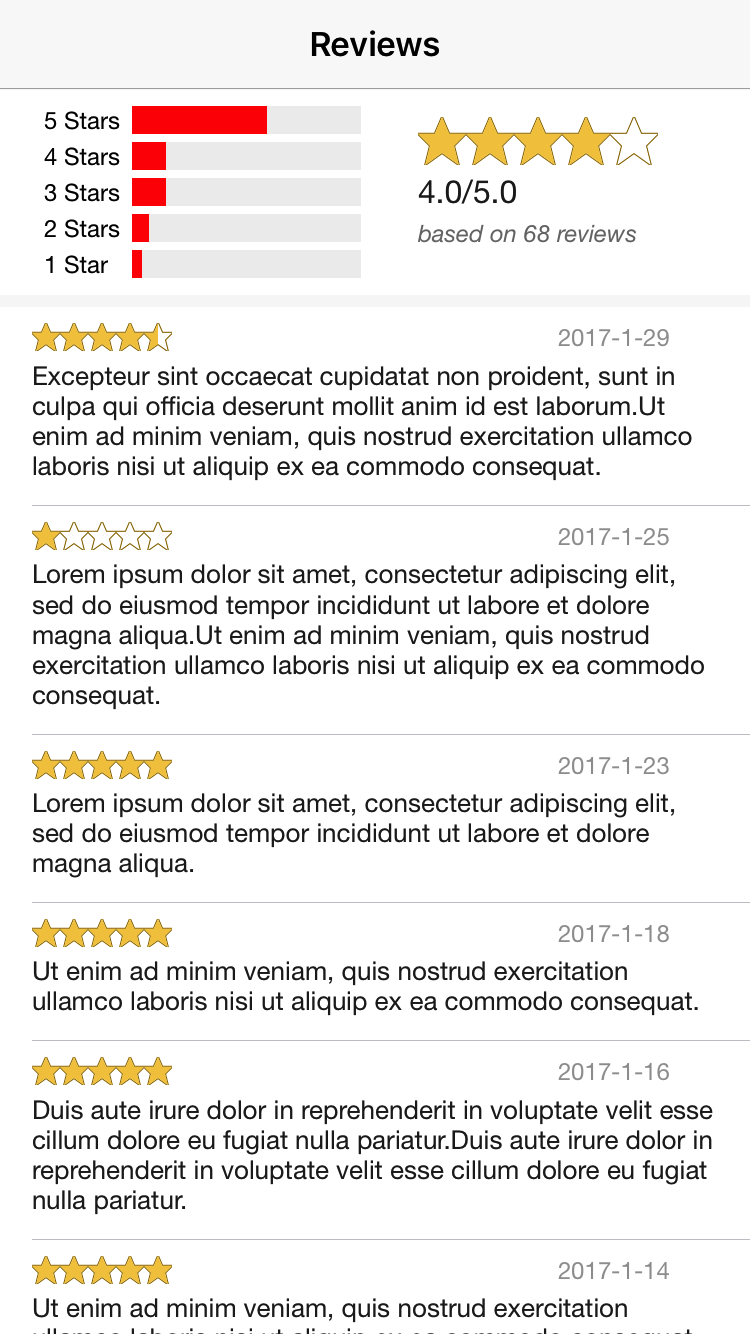 Reviews
5 Stars
4 Stars
3 Stars
2 Stars
1 Star
4.0/5.0
based on 68 reviews
2017-1-29
Excepteur sint occaecat cupidatat non proident, sunt in
culpa qui officia deserunt mollit anim id est laborum.Ut
enim ad minim veniam, quis nostrud exercitation ullamco
laboris nisi ut aliquip ex ea commodo consequat.
2017-1-25
Lorem ipsum dolor sit amet, consectetur adipiscing elit,
sed do eiusmod tempor incididunt ut labore et dolore
magna aliqua.Ut enim ad minim veniam, quis nostrud
exercitation ullamco laboris nisi ut aliquip ex ea commodo
consequat.
2017-1-23
Lorem ipsum dolor sit amet, consectetur adipiscing elit,
sed do eiusmod tempor incididunt ut labore et dolore
magna aliqua.
2017-1-18
Ut enim ad minim veniam, quis nostrud exercitation
ullamco laboris nisi ut aliquip ex ea commodo consequat.
2017-1-16
Duis aute irure dolor in reprehenderit in voluptate velit esse
cillum dolore eu fugiat nulla pariatur.Duis aute irure dolor in
reprehenderit in voluptate velit esse cillum dolore eu fugiat
nulla pariatur.
2017-1-14
Ut enim ad minim veniam, quis nostrud exercitation